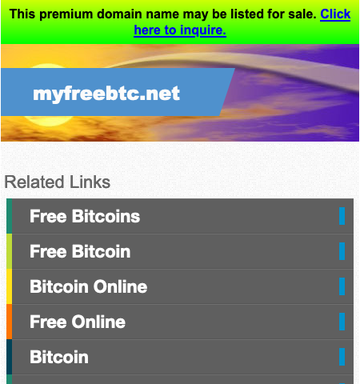 This premium domain name may be listed for sale. Click
here to inquire.
myfreebtc.net
Related Links
Free Bitcoins
Free Bitcoin
Bitcoin Online
Free Online
Bitcoin